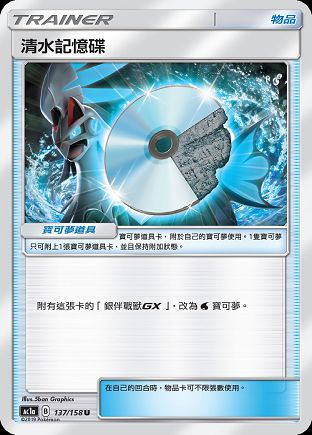 TRAINER 物品
清水記憶碟
寶可夢道具
寶可夢道具卡，附於自己的寶可夢使用。1隻寶可夢
只可附上1張寶可夢道具卡，並且保持附加狀態。
附有這張卡的「銀伴戰獸GX」，改為 寶可夢。
Illus.5ban Graphics
AC1a B 137/158 U
©2019 Pokémon
在自己的回合時，物品卡可不限張數使用。